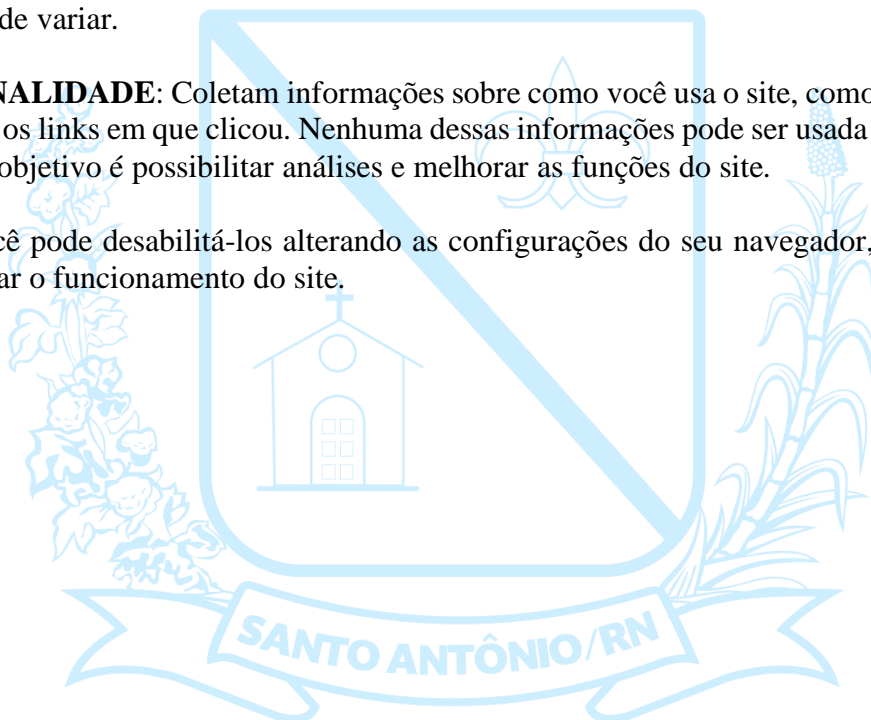 de variar.
NALIDADE: Coletam informações sobre como você usa o site, como
os links em que clicou. Nenhuma dessas informações pode ser usada
objetivo é possibilitar análises e melhorar as funções do site.
cê pode desabilitá-los alterando as configurações do seu navegador,
ar o funcionamento do site.
SANTO ANTÔNIO/RN